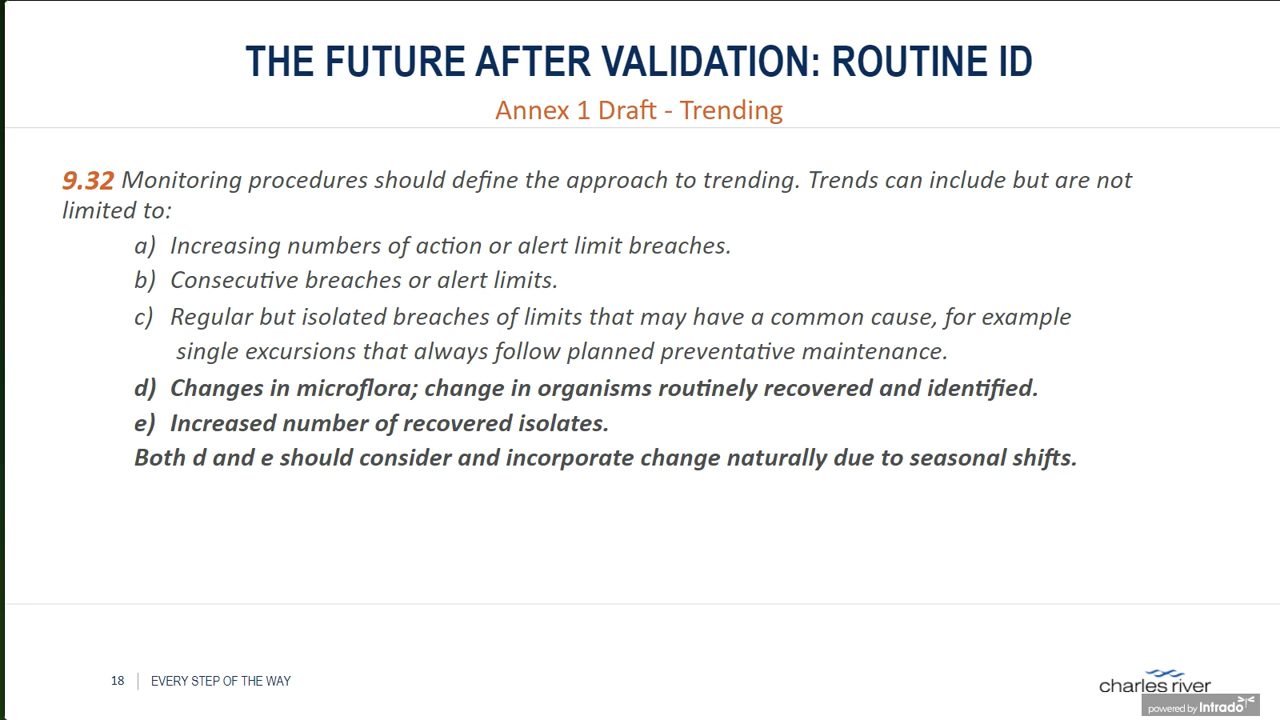 THE FUTURE AFTER VALIDATION: ROUTINE ID
Annex 1 Draft - Trending
9.32 Monitoring procedures should define the approach to trending. Trends can include but are not
limited to:
a) Increasing numbers of action or alert limit breaches.
b) Consecutive breaches or alert limits.
c) Regular but isolated breaches of limits that may have a common cause, for example
single excursions that always follow planned preventative maintenance.
d) Changes in microflora; change in organisms routinely recovered and identified.
e) Increased number of recovered isolates.
Both d and e should consider and incorporate change naturally due to seasonal shifts.
18 | EVERY STEP OF THE WAY
charles river
powered by Intrado